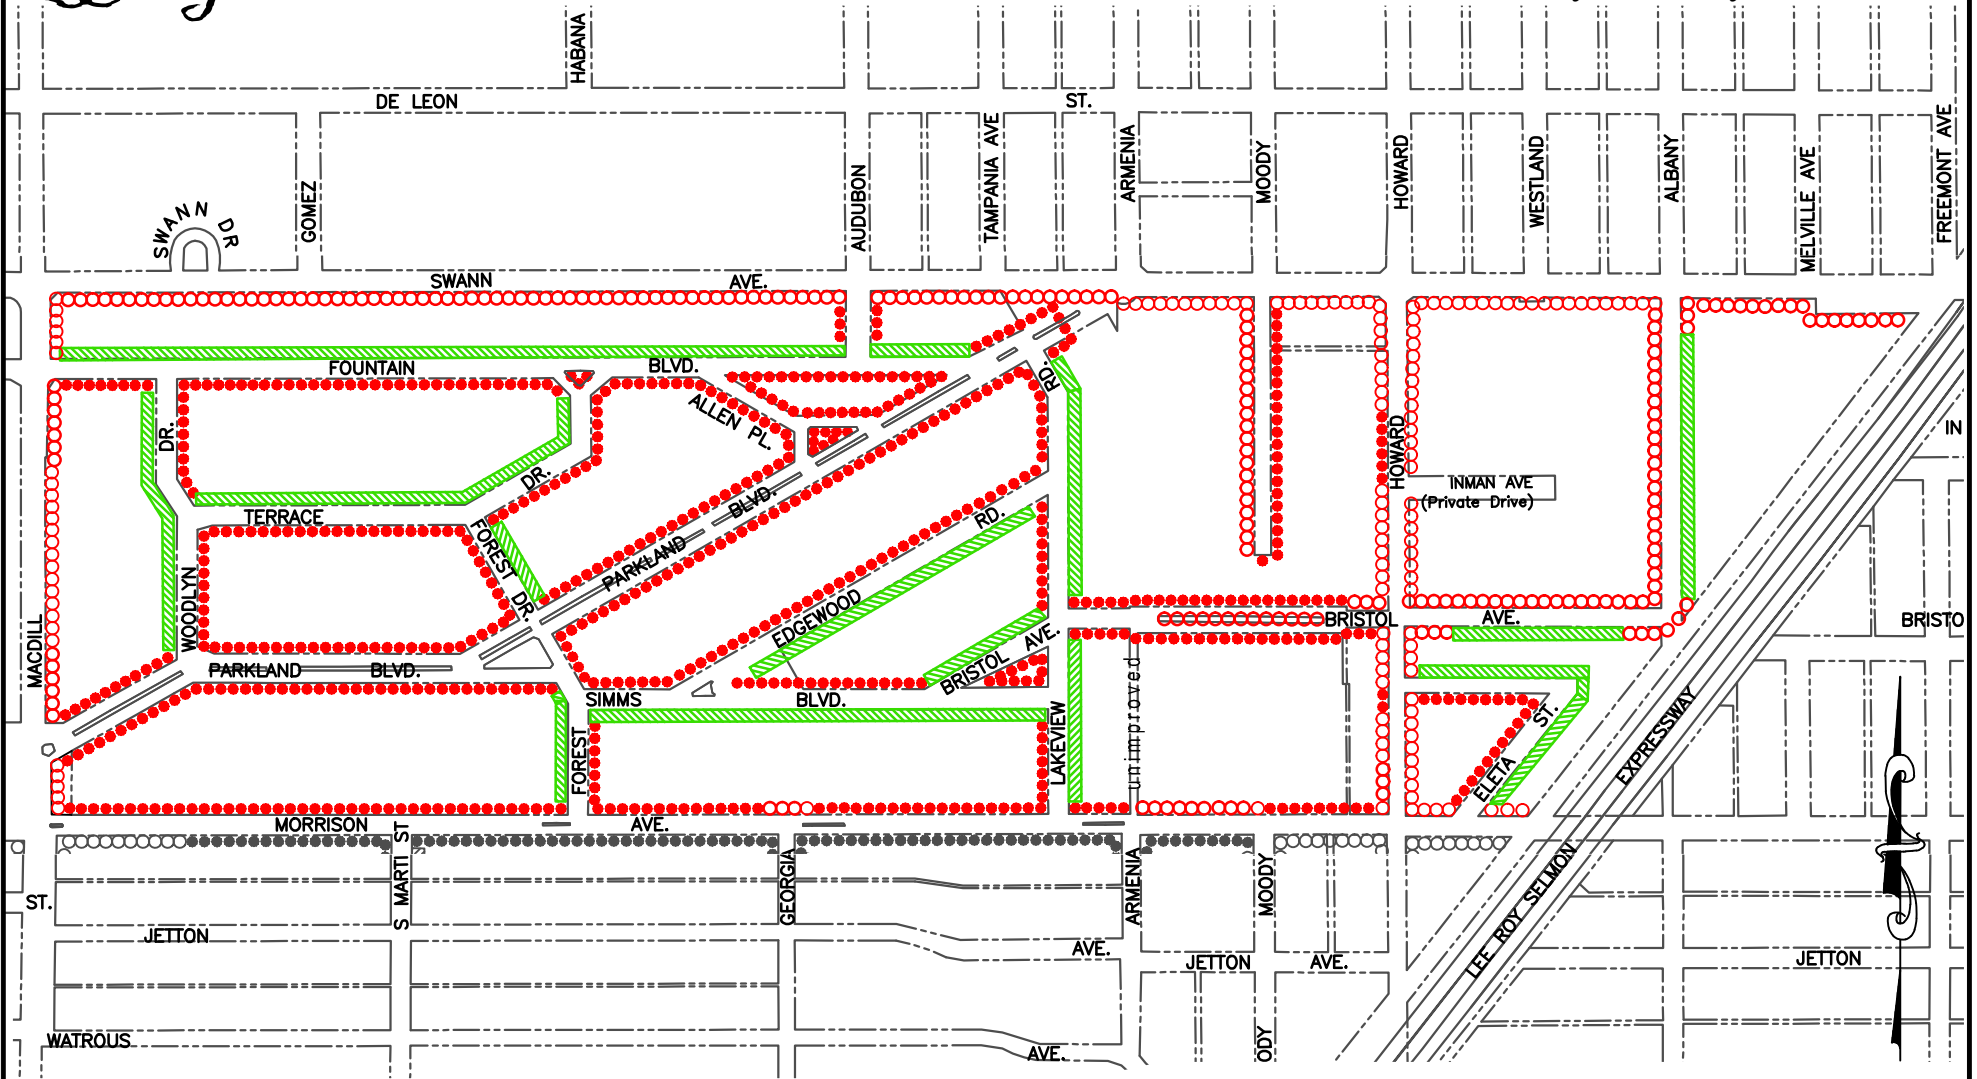 HABANA
DE LEON
ST.
SWANN DR
GOMEZ
AUDUBON
TAMPANIA AVE
ARMENIA
MOODY
HOWARD
WESTLAND
ALBANY
MELVILLE AVE
FREEMONT AVE
SWANN
AVE.
FOUNTAIN
BLVD.
RD.
ALLEN PL.
DR.
DR.
HOWARD
IN
INMAN AVE
(Private Drive)
TERRACE
BLVD.
RD.
FOREST DR.
PARKLAND
WOODLYN
MACDILL
EDGEWOOD
BRISTOL
AVE.
BRISTO
BRISTOL AVE.
PARKLAND
BLVD.
SIMMS
BLVD.
unimproved
LAKEVIEW
FOREST
ELETA ST.
EXPRESSWAY
MORRISON
AVE.
S MARTI ST
GEORGIA
ARMENIA
MOODY
LEE ROY SELMON
ST.
JETTON
AVE.
JETTON
AVE.
JETTON
WATROUS
AVE.
ODY